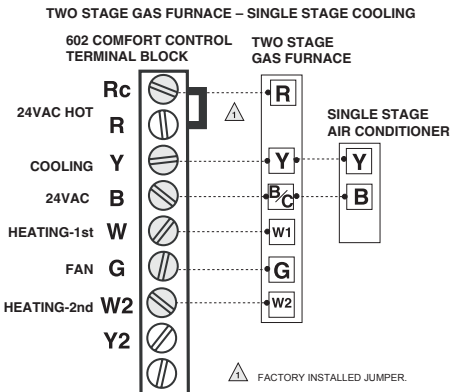 TWO STAGE GAS FURNACE – SINGLE STAGE COOLING
602 COMFORT CONTROL
TERMINAL BLOCK
TWO STAGE
GAS FURNACE
SINGLE STAGE
AIR CONDITIONER
24VAC HOT
Rc
R
1
R
COOLING Y Y Y
24VAC B B/C B
HEATING-1st W W1
FAN G G
HEATING-2nd W2 W2
Y2
1 FACTORY INSTALLED JUMPER.